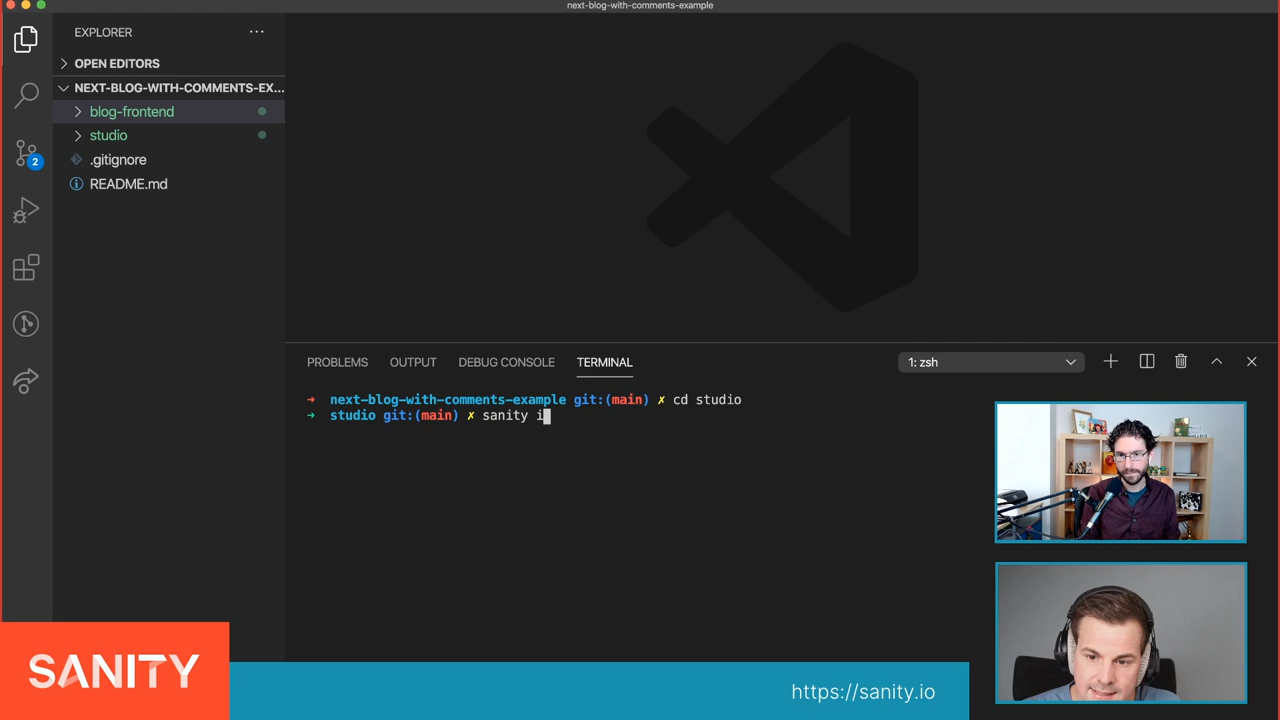 next-blog-with-comments-example
EXPLORER
OPEN EDITORS
NEXT-BLOG-WITH-COMMENTS-EX...
blog-frontend
studio
.gitignore
README.md
2
PROBLEMS OUTPUT DEBUG CONSOLE TERMINAL 1: zsh
→ next-blog-with-comments-example git:(main) ✗ cd studio
→ studio git:(main) ✗ sanity i
SANITY
https://sanity.io